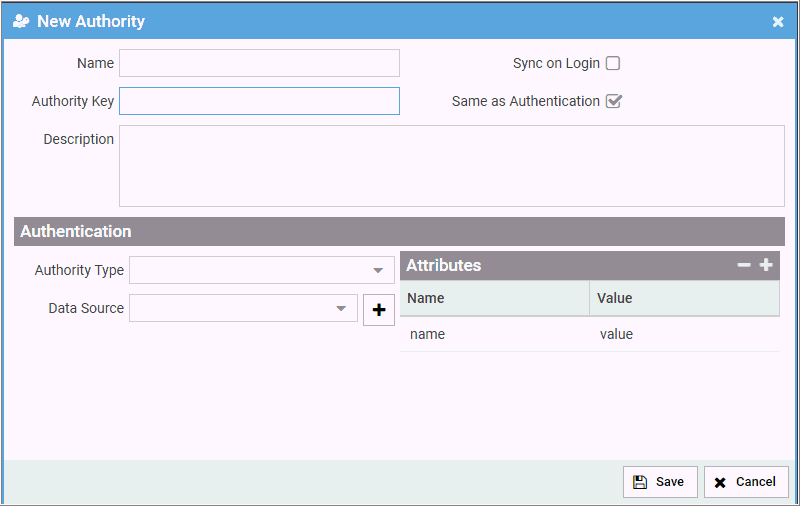 New Authority
Name
Sync on Login
Authority Key
Same as Authentication
Description
Authentication
Authority Type
Attributes
Name Value
Data Source
name value
Save Cancel